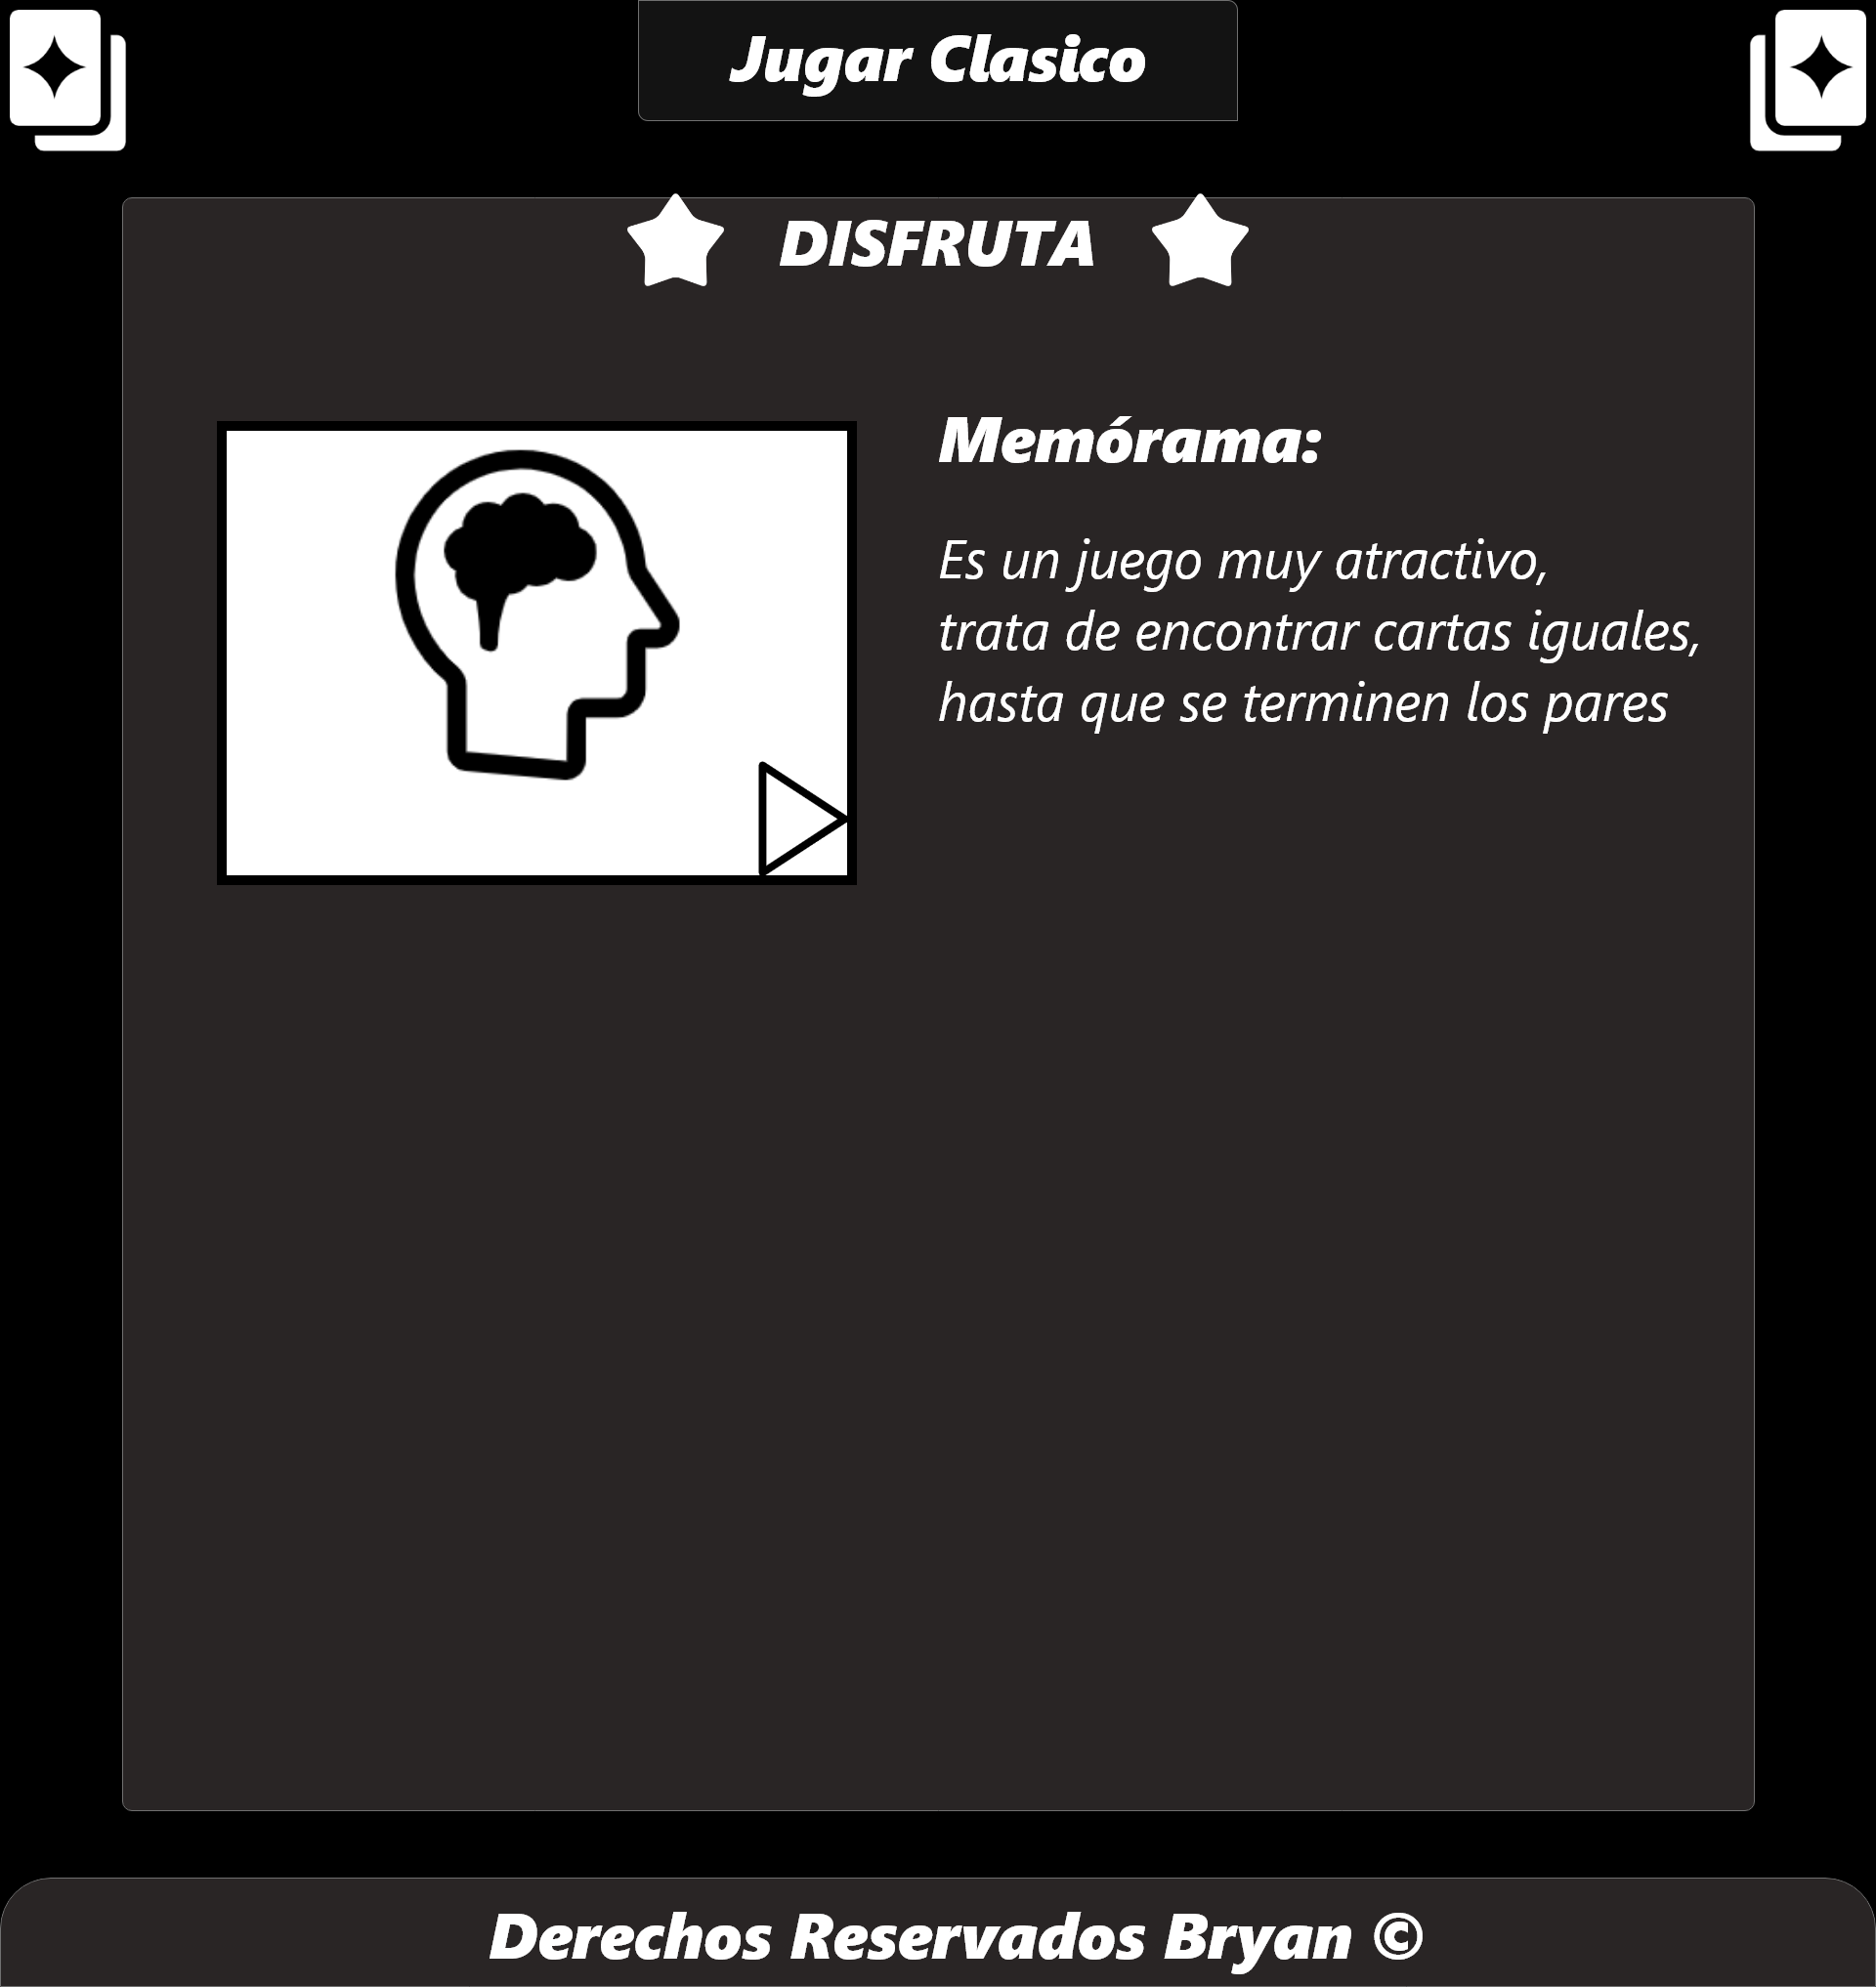 Jugar Clasico
DISFRUTA
Memórama:
Es un juego muy atractivo,
trata de encontrar cartas iguales,
hasta que se terminen los pares
Derechos Reservados Bryan ©